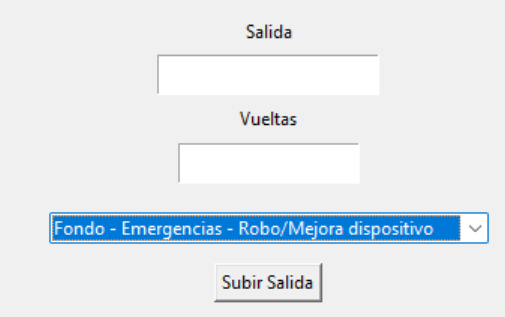 Salida
Vueltas
Fondo - Emergencias - Robo/Mejora dispositivo
Subir Salida